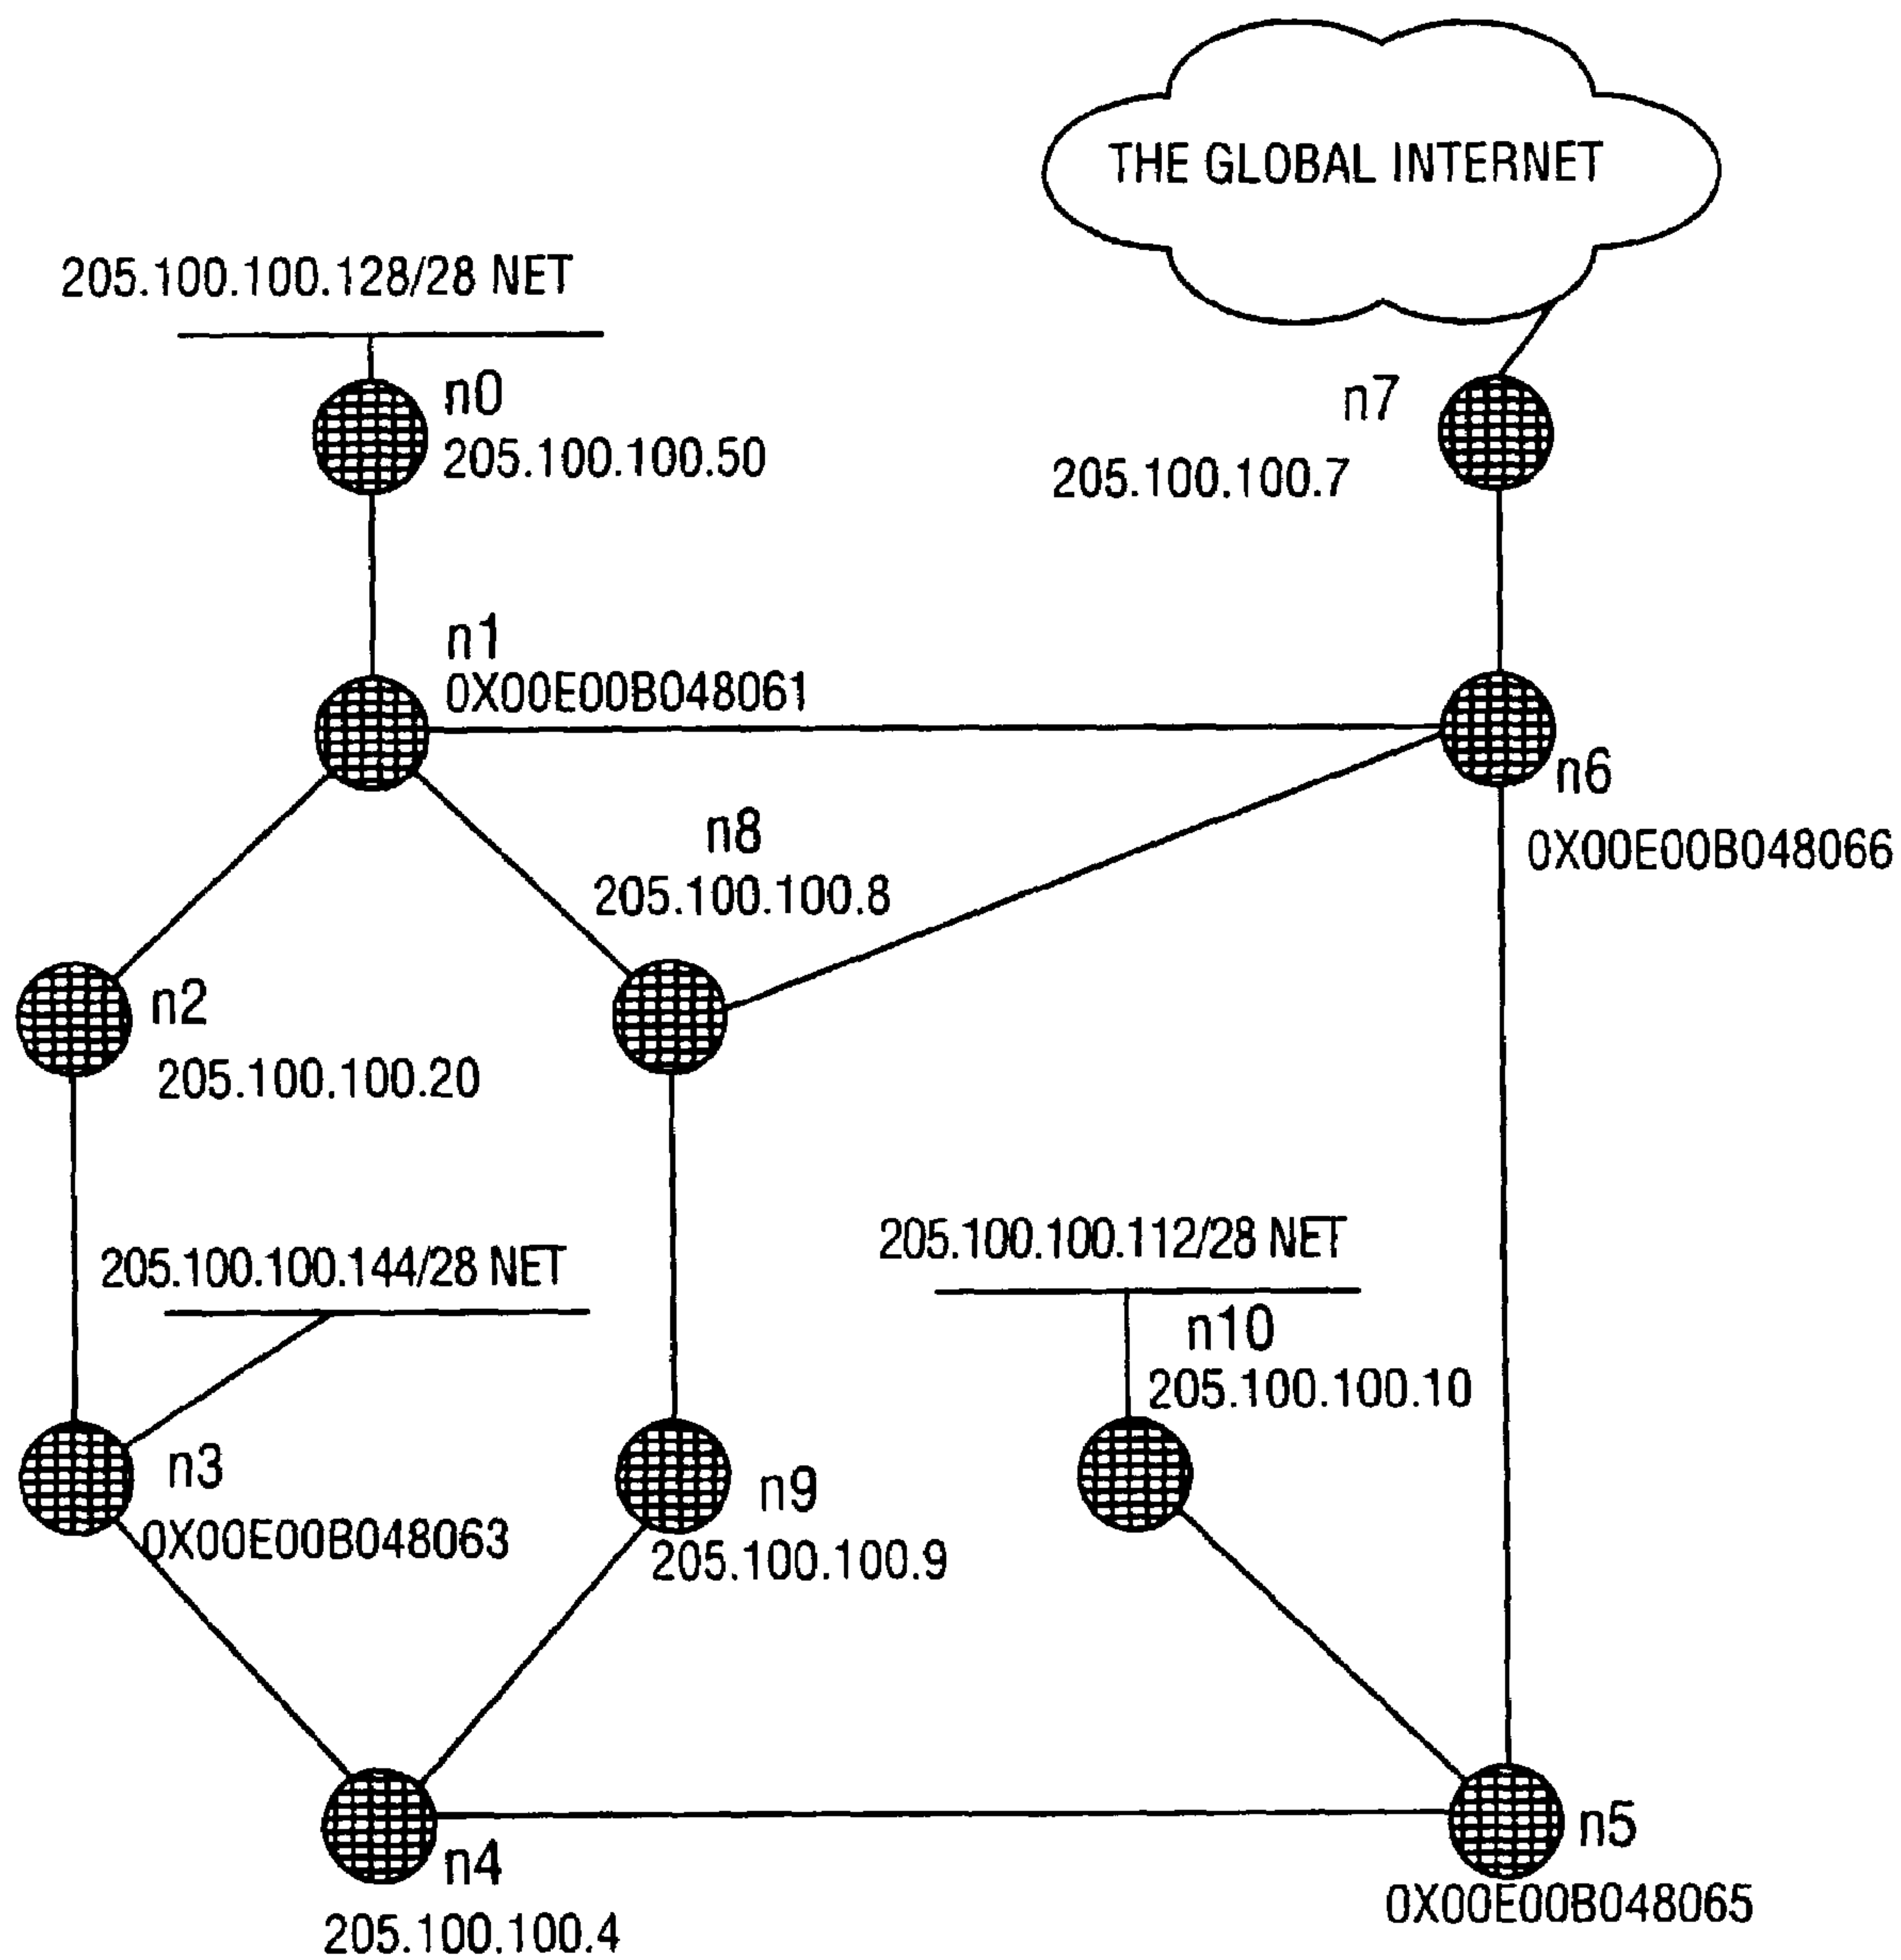 THE GLOBAL INTERNET
205.100.100.128/28 NET
n0
205.100.100.50
n7
205.100.100.7
n1
0X00E00B048061
n6
0X00E00B048066
n8
205.100.100.8
n2
205.100.100.20
205.100.100.144/28 NET
205.100.100.112/28 NET
n10
205.100.100.10
n3
0X00E00B048063
n9
205.100.100.9
n4
205.100.100.4
n5
0X00E00B048065